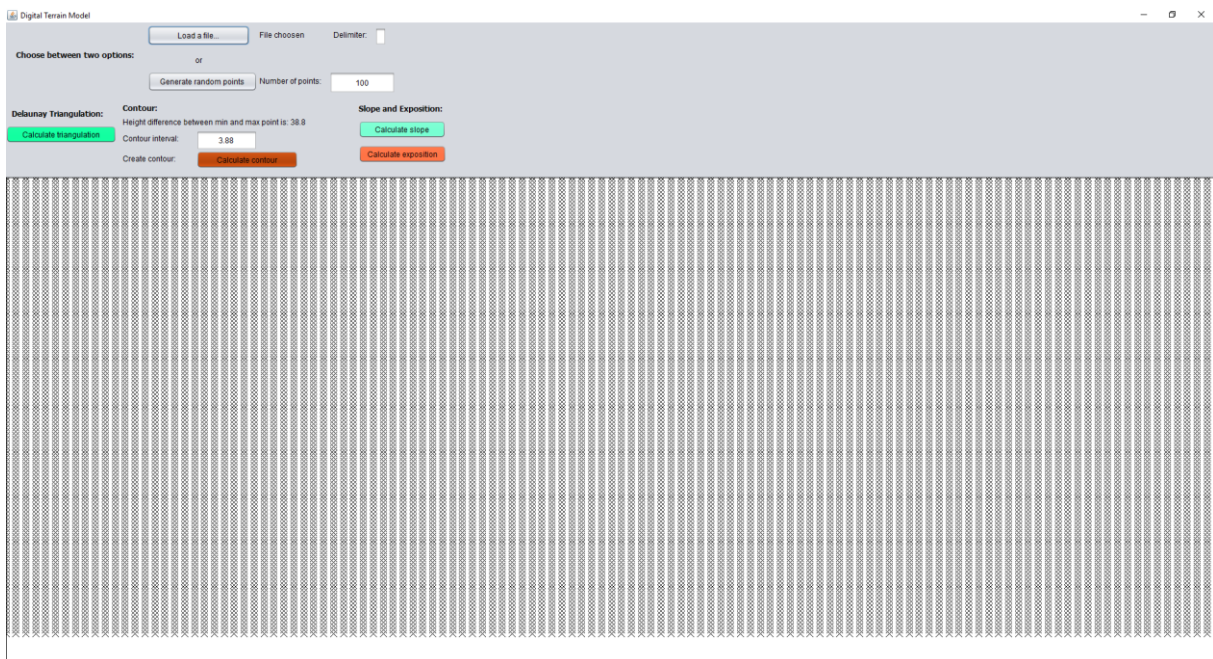 Digital Terrain Model
Load a file... File choosen Delimiter:
Choose between two options:
or
Generate random points Number of points: 100
Delaunay Triangulation:
Calculate triangulation
Contour:
Height difference between min and max point is: 38.8
Contour interval: 3.88
Create contour: Calculate contour
Slope and Exposition:
Calculate slope
Calculate exposition